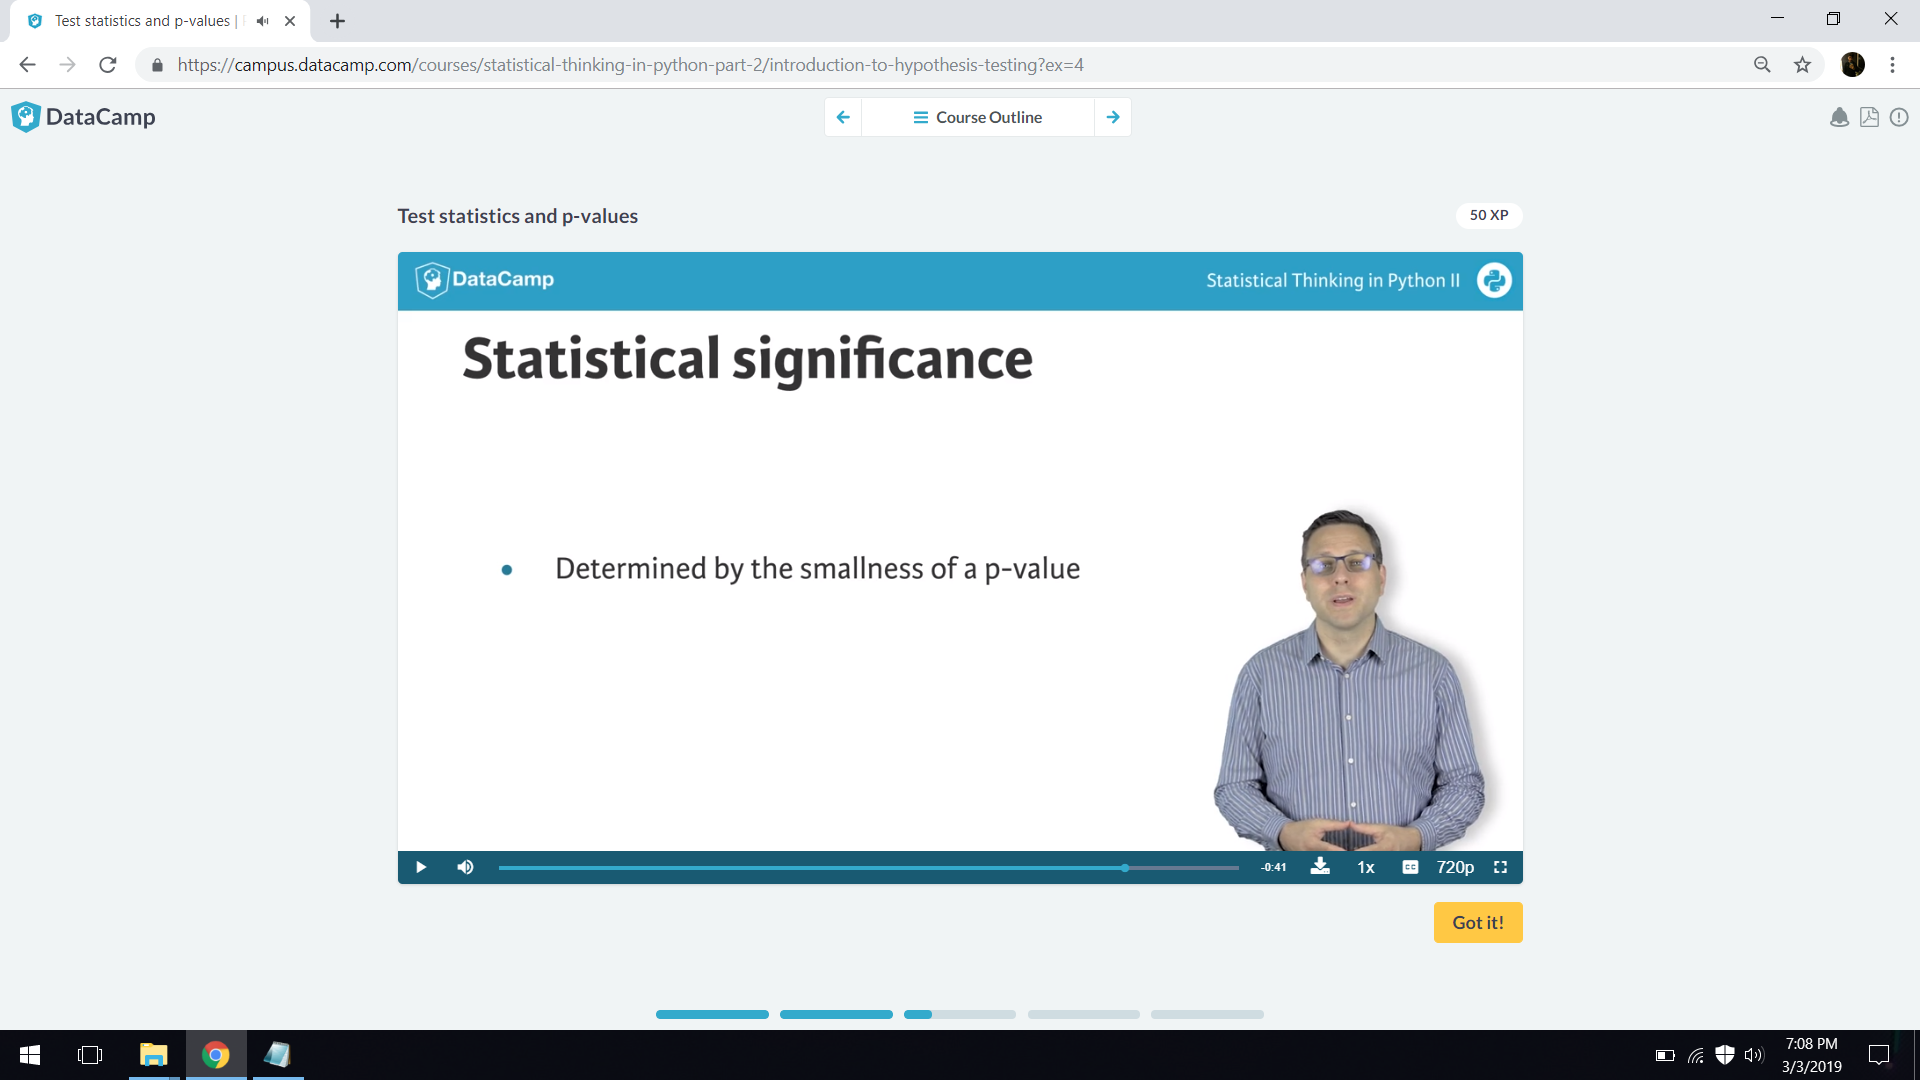 Test statistics and p-values |
https://campus.datacamp.com/courses/statistical-thinking-in-python-part-2/introduction-to-hypothesis-testing?ex=4
DataCamp
Course Outline
Test statistics and p-values
50 XP
DataCamp
Statistical Thinking in Python II
Statistical significance
• Determined by the smallness of a p-value
-0:41
1x
CC
720p
Got it!
7:08 PM
3/3/2019